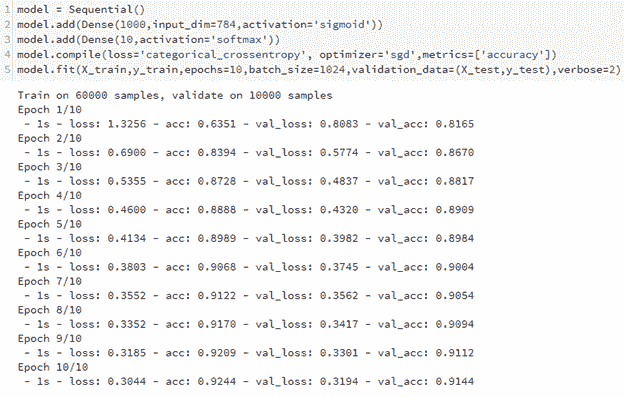 1 model = Sequential()
2 model.add(Dense(1000,input_dim=784,activation='sigmoid'))
3 model.add(Dense(10,activation='softmax'))
4 model.compile(loss='categorical_crossentropy', optimizer='sgd',metrics=['accuracy'])
5 model.fit(X_train,y_train,epochs=10,batch_size=1024,validation_data=(X_test,y_test),verbose=2)
Train on 60000 samples, validate on 10000 samples
Epoch 1/10
 - 1s - loss: 1.3256 - acc: 0.6351 - val_loss: 0.8083 - val_acc: 0.8165
Epoch 2/10
 - 1s - loss: 0.6900 - acc: 0.8394 - val_loss: 0.5774 - val_acc: 0.8670
Epoch 3/10
 - 1s - loss: 0.5355 - acc: 0.8728 - val_loss: 0.4837 - val_acc: 0.8817
Epoch 4/10
 - 1s - loss: 0.4600 - acc: 0.8888 - val_loss: 0.4320 - val_acc: 0.8909
Epoch 5/10
 - 1s - loss: 0.4134 - acc: 0.8989 - val_loss: 0.3982 - val_acc: 0.8984
Epoch 6/10
 - 1s - loss: 0.3803 - acc: 0.9068 - val_loss: 0.3745 - val_acc: 0.9004
Epoch 7/10
 - 1s - loss: 0.3552 - acc: 0.9122 - val_loss: 0.3562 - val_acc: 0.9054
Epoch 8/10
 - 1s - loss: 0.3352 - acc: 0.9170 - val_loss: 0.3417 - val_acc: 0.9094
Epoch 9/10
 - 1s - loss: 0.3185 - acc: 0.9209 - val_loss: 0.3301 - val_acc: 0.9112
Epoch 10/10
 - 1s - loss: 0.3044 - acc: 0.9244 - val_loss: 0.3194 - val_acc: 0.9144